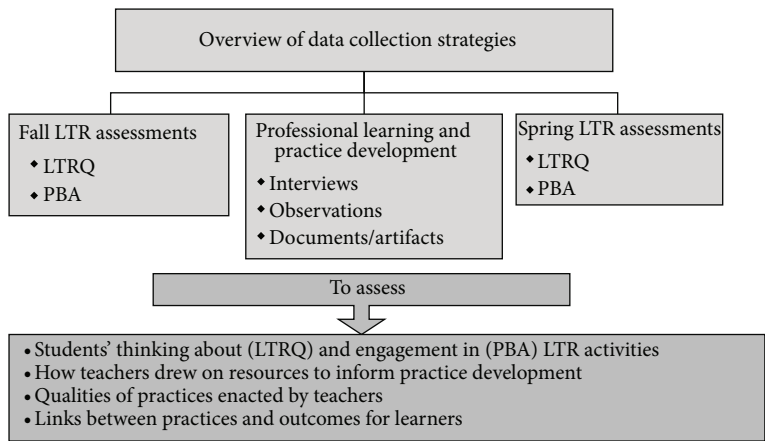 Overview of data collection strategies
Fall LTR assessments
◆ LTRQ
◆ PBA
Professional learning and
practice development
◆ Interviews
◆ Observations
◆ Documents/artifacts
Spring LTR assessments
◆ LTRQ
◆ PBA
To assess
• Students' thinking about (LTRQ) and engagement in (PBA) LTR activities
• How teachers drew on resources to inform practice development
• Qualities of practices enacted by teachers
• Links between practices and outcomes for learners